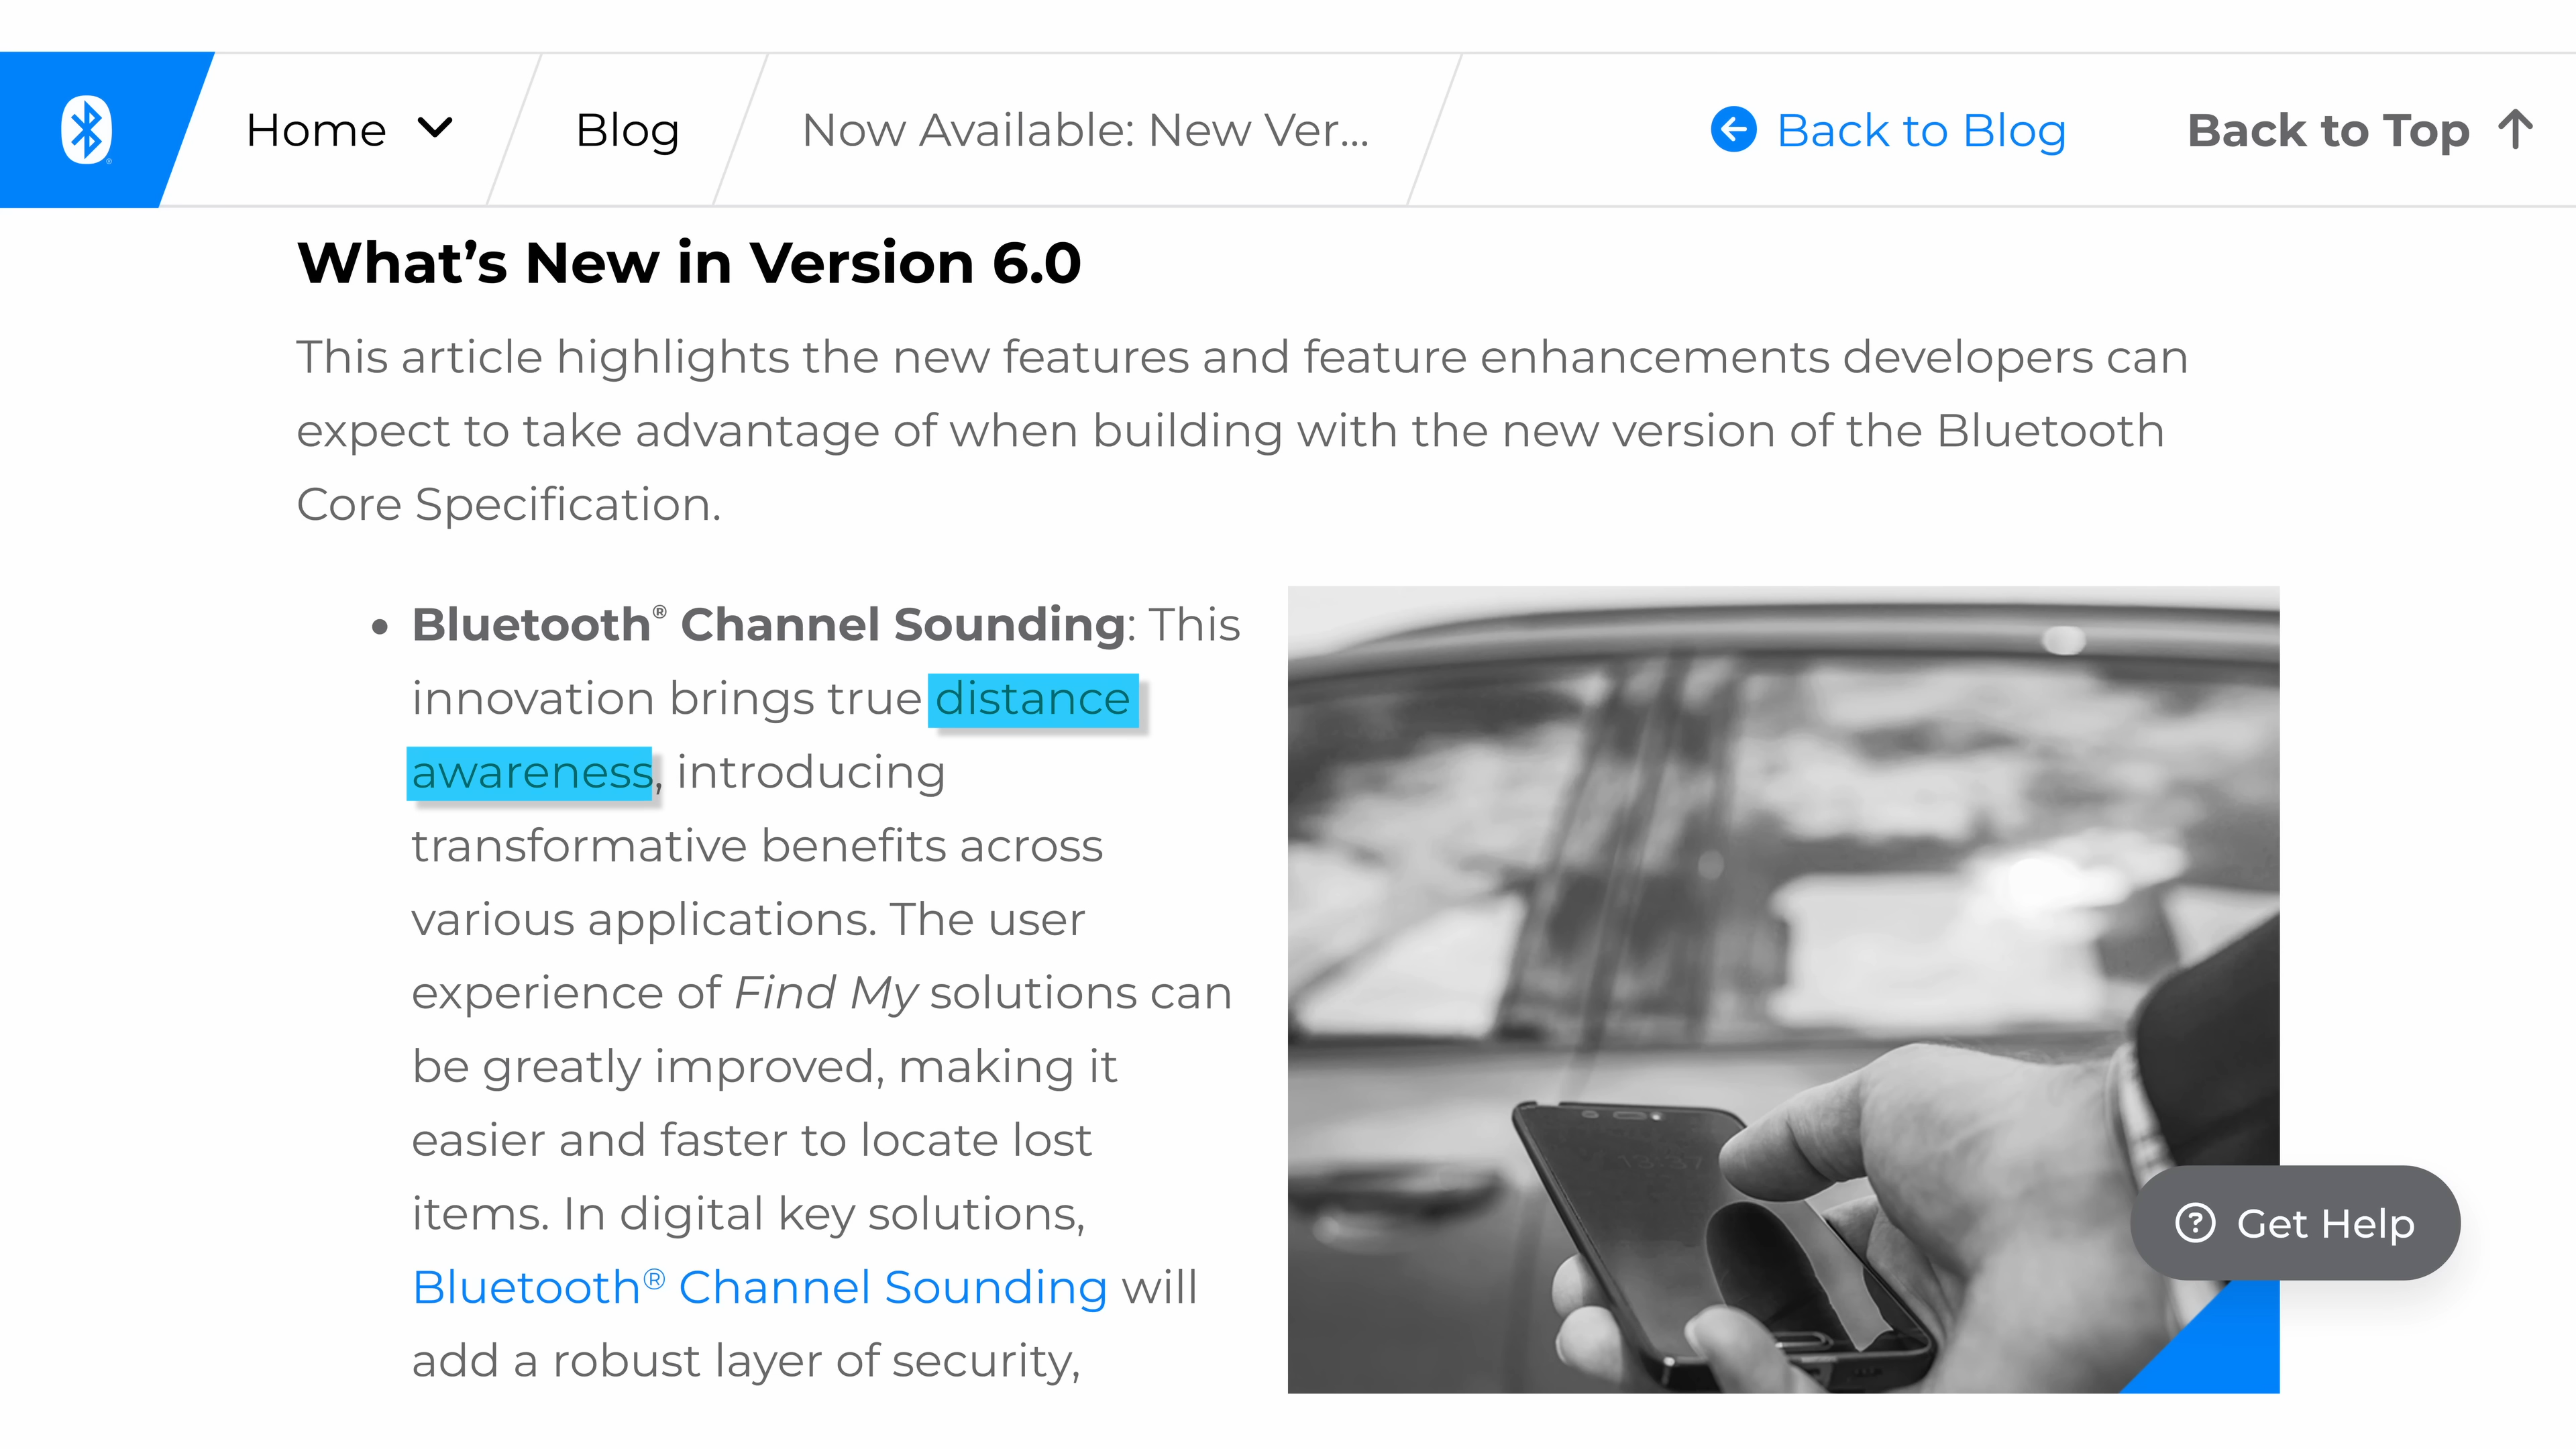 Home
Blog
Now Available: New Ver...
Back to Blog
Back to Top
What’s New in Version 6.0
This article highlights the new features and feature enhancements developers can
expect to take advantage of when building with the new version of the Bluetooth
Core Specification.
• Bluetooth® Channel Sounding: This
innovation brings true distance
awareness, introducing
transformative benefits across
various applications. The user
experience of Find My solutions can
be greatly improved, making it
easier and faster to locate lost
items. In digital key solutions,
Bluetooth® Channel Sounding will
add a robust layer of security,
Get Help